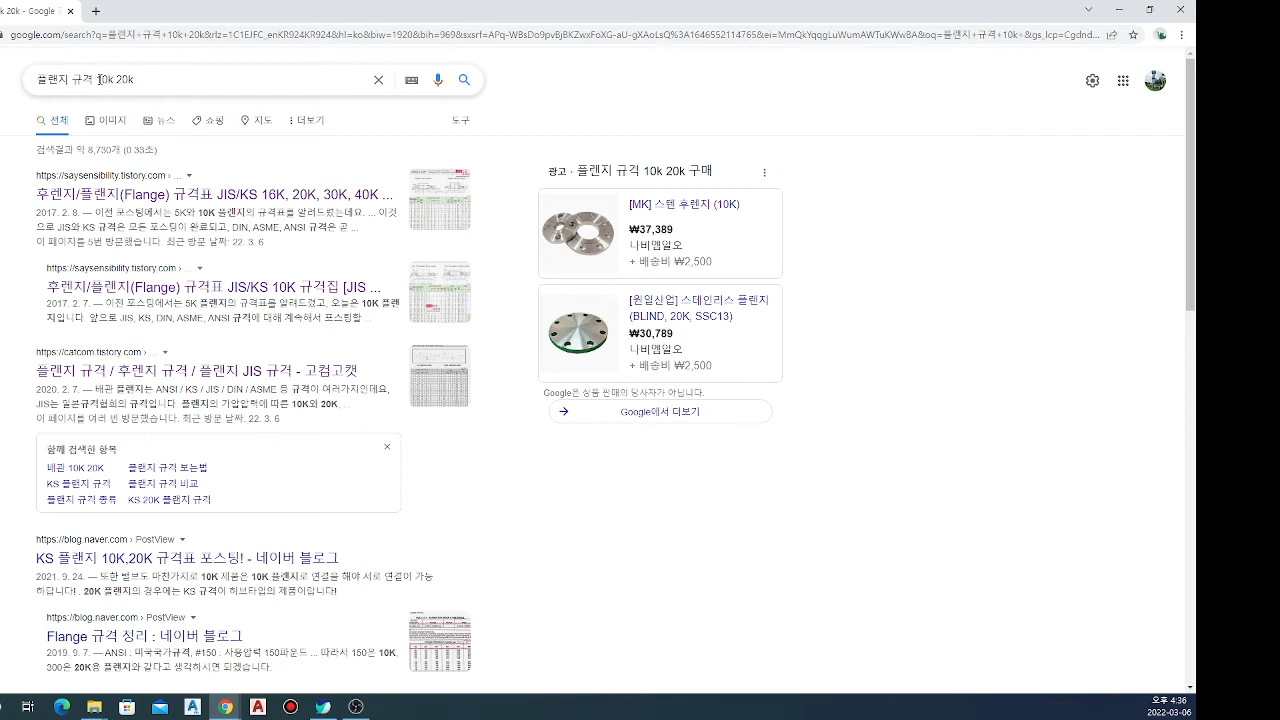 k 20k - Google
google.com/search?q=플랜지+규격+10k+20k&rlz=1C1EJFC_enKR924KR924&hl=ko&biw=1920&bih=969&sxsrf=APq-WBsDo9pvBjBKZwxFoXG-aU-gXAoLsQ%3A1646552114765&ei=MmQkYqqgLuWumAWTuKWwBA&oq=플랜지+규격+10k+&gs_lcp=Cgdnd...
플랜지 규격 10k 20k
전체 이미지 뉴스 쇼핑 지도 더보기 도구
검색결과 약 8,730개 (0.33초)
https://saysensibility.tistory.com › ...
후렌지/플랜지(Flange) 규격표 JIS/KS 16K, 20K, 30K, 40K ...
2017. 2. 8. — 이전 포스팅에서는 5K와 10K 플랜지의 규격표를 알려드렸는데요. ... 이것
으로 JIS와 KS 규격은 모든 포스팅이 완료되고, DIN, ASME, ANSI 규격은 곧 ...
이 페이지를 5번 방문했습니다. 최근 방문 날짜: 22. 3. 6
https://saysensibility.tistory.com › ...
후렌지/플랜지(Flange) 규격표 JIS/KS 10K 규격집 [JIS ...
2017. 2. 7. — 이전 포스팅에서는 5K 플랜지의 규격표를 알려드렸고, 오늘은 10K 플랜
지입니다. 앞으로 JIS, KS, DIN, ASME, ANSI 규격에 대해 계속해서 포스팅할 ...
https://catcom.tistory.com › ...
플랜지 규격 / 후렌지 규격 / 플랜지 JIS 규격 - 고컴고캣
2020. 2. 7. — 배관 플랜지는 ANSI / KS / JIS / DIN / ASME 등 규격이 여러가지인데요,
JIS는 일본규격협회의 규격입니다. 플랜지의 가압압력에 따른 10K와 20K, ...
이 페이지를 여러 번 방문했습니다. 최근 방문 날짜: 22. 3. 6
함께 검색한 항목
배관 10K 20K 플랜지 규격 보는법
KS 플랜지 규격 플랜지 규격 비교
플랜지 규격 종류 KS 20K 플랜지 규격
https://blog.naver.com › PostView
KS 플랜지 10K,20K 규격표 포스팅! - 네이버 블로그
2021. 9. 24. — 또한 밸브도 마찬가지로 10K 제품은 10K 플랜지로 연결을 해야 서로 연결이 가능
하답니다! . 20K 플랜지의 경우에는 KS 규격이 허브타입의 제품이랍니다!
https://blog.naver.com › PostView
Flange 규격 정리 : 네이버 블로그
2019. 9. 7. — ANSI : 미국국가규격,#150 : 사용압력 150파운드 ... 따라서 150은 10K,
300은 20K용 플랜지와 같다고 생각하시면 되겠습니다.
광고 · 플랜지 규격 10k 20k 구매
[MK] 스텐 후렌지 (10K)
₩37,389
나비엠알오
+ 배송비 ₩2,500
[원일산업] 스테인리스 플랜지
(BLIND, 20K, SSC13)
₩30,789
나비엠알오
+ 배송비 ₩2,500
Google은 상품 판매의 당사자가 아닙니다.
Google에서 더보기
오후 4:36
2022-03-06